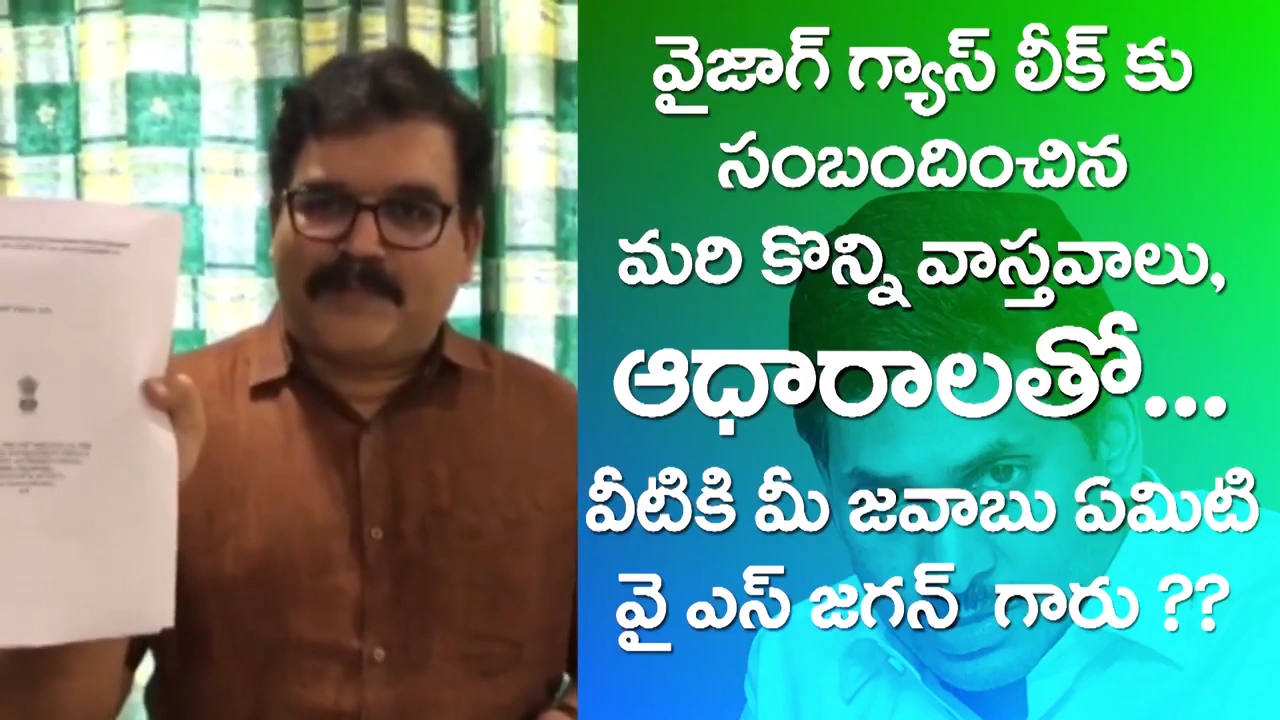 వైజాగ్ గ్యాస్ లీక్ కు
సంబందించిన
మరి కొన్ని వాస్తవాలు,
ఆధారాలతో...
వీటికి మీ జవాబు ఏమిటి
వై ఎస్ జగన్ గారు ??